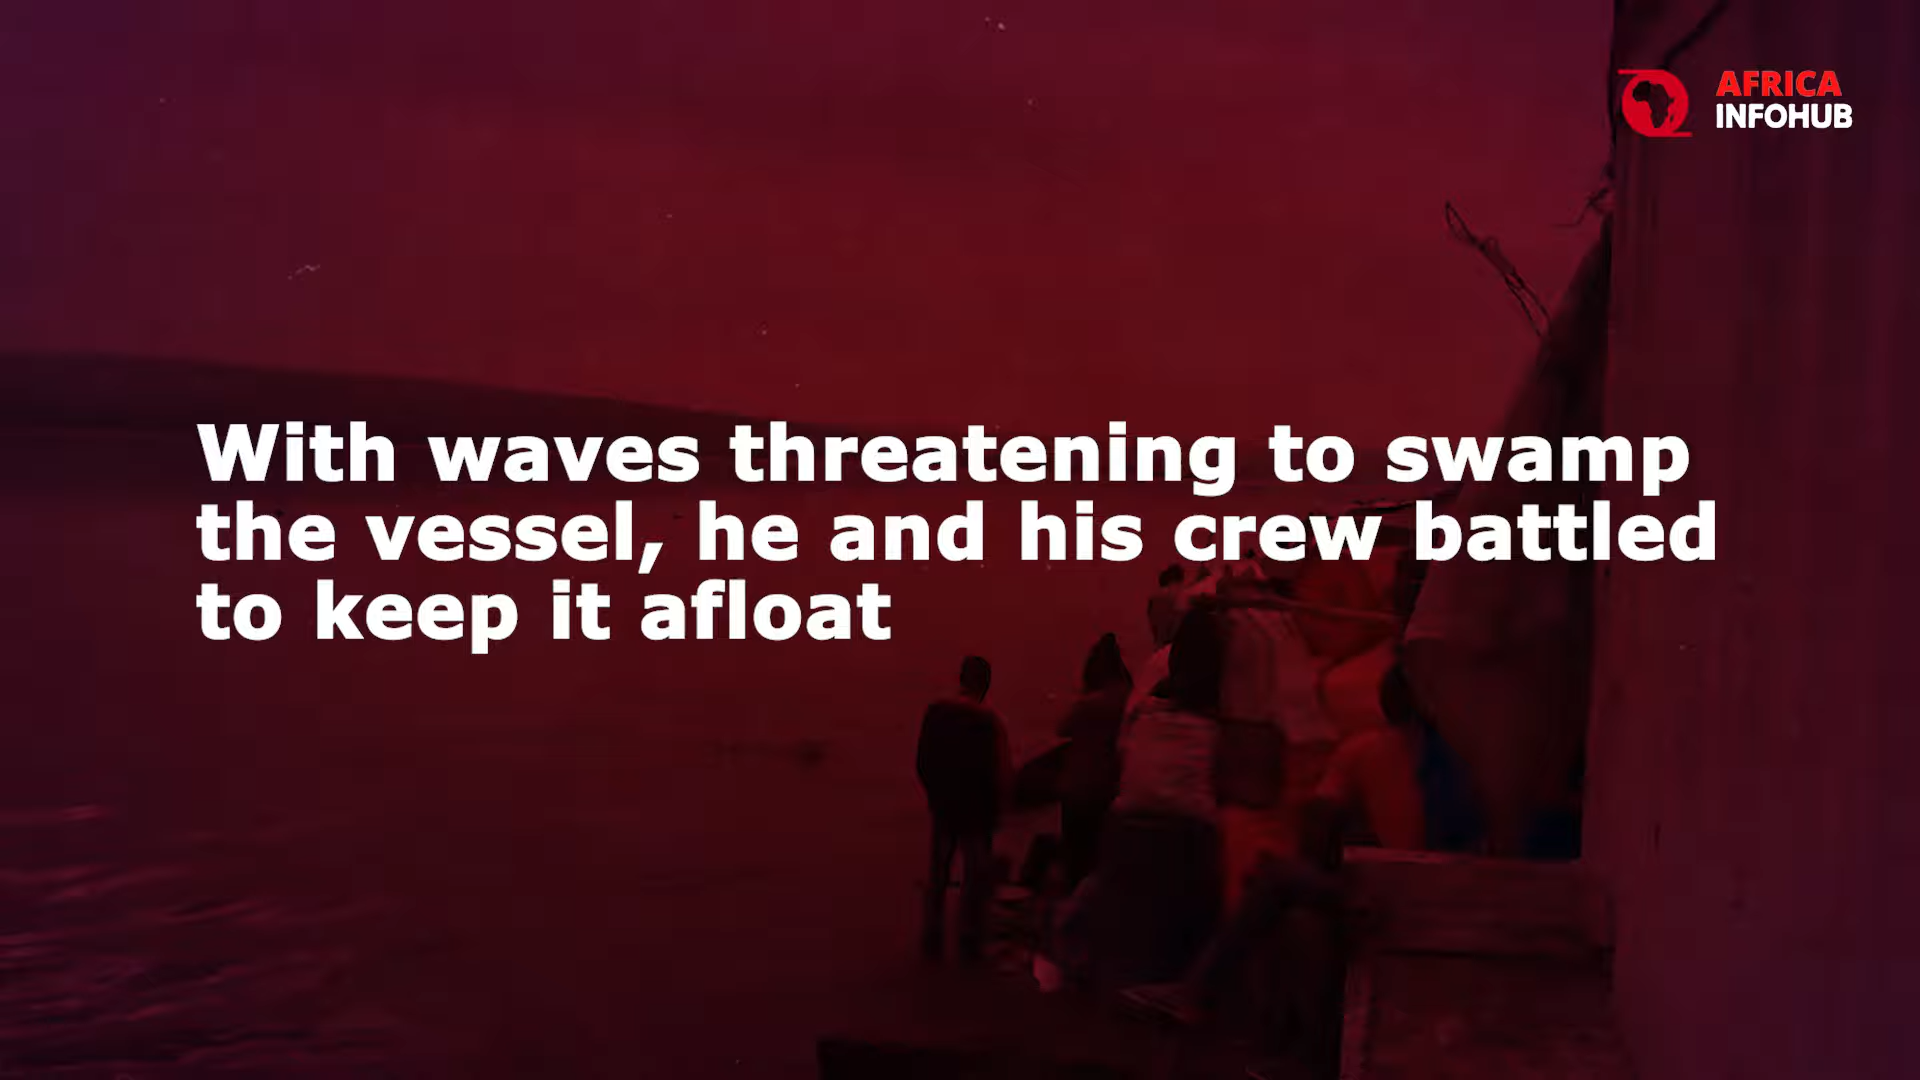 AFRICA
INFOHUB
With waves threatening to swamp
the vessel, he and his crew battled
to keep it afloat